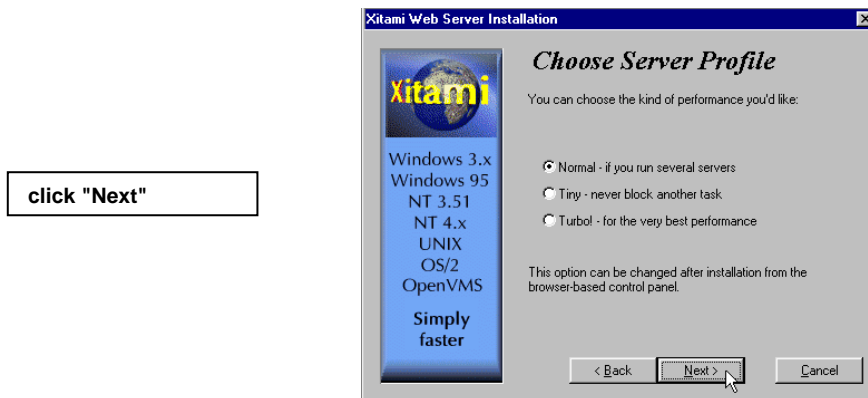 click "Next"
Xitami Web Server Installation
Xitami
Windows 3.x
Windows 95
NT 3.51
NT 4.x
UNIX
OS/2
OpenVMS
Simply
faster
Choose Server Profile
You can choose the kind of performance you'd like:
Normal - if you run several servers
Tiny - never block another task
Turbo! - for the very best performance
This option can be changed after installation from the
browser-based control panel.
< Back
Next >
Cancel